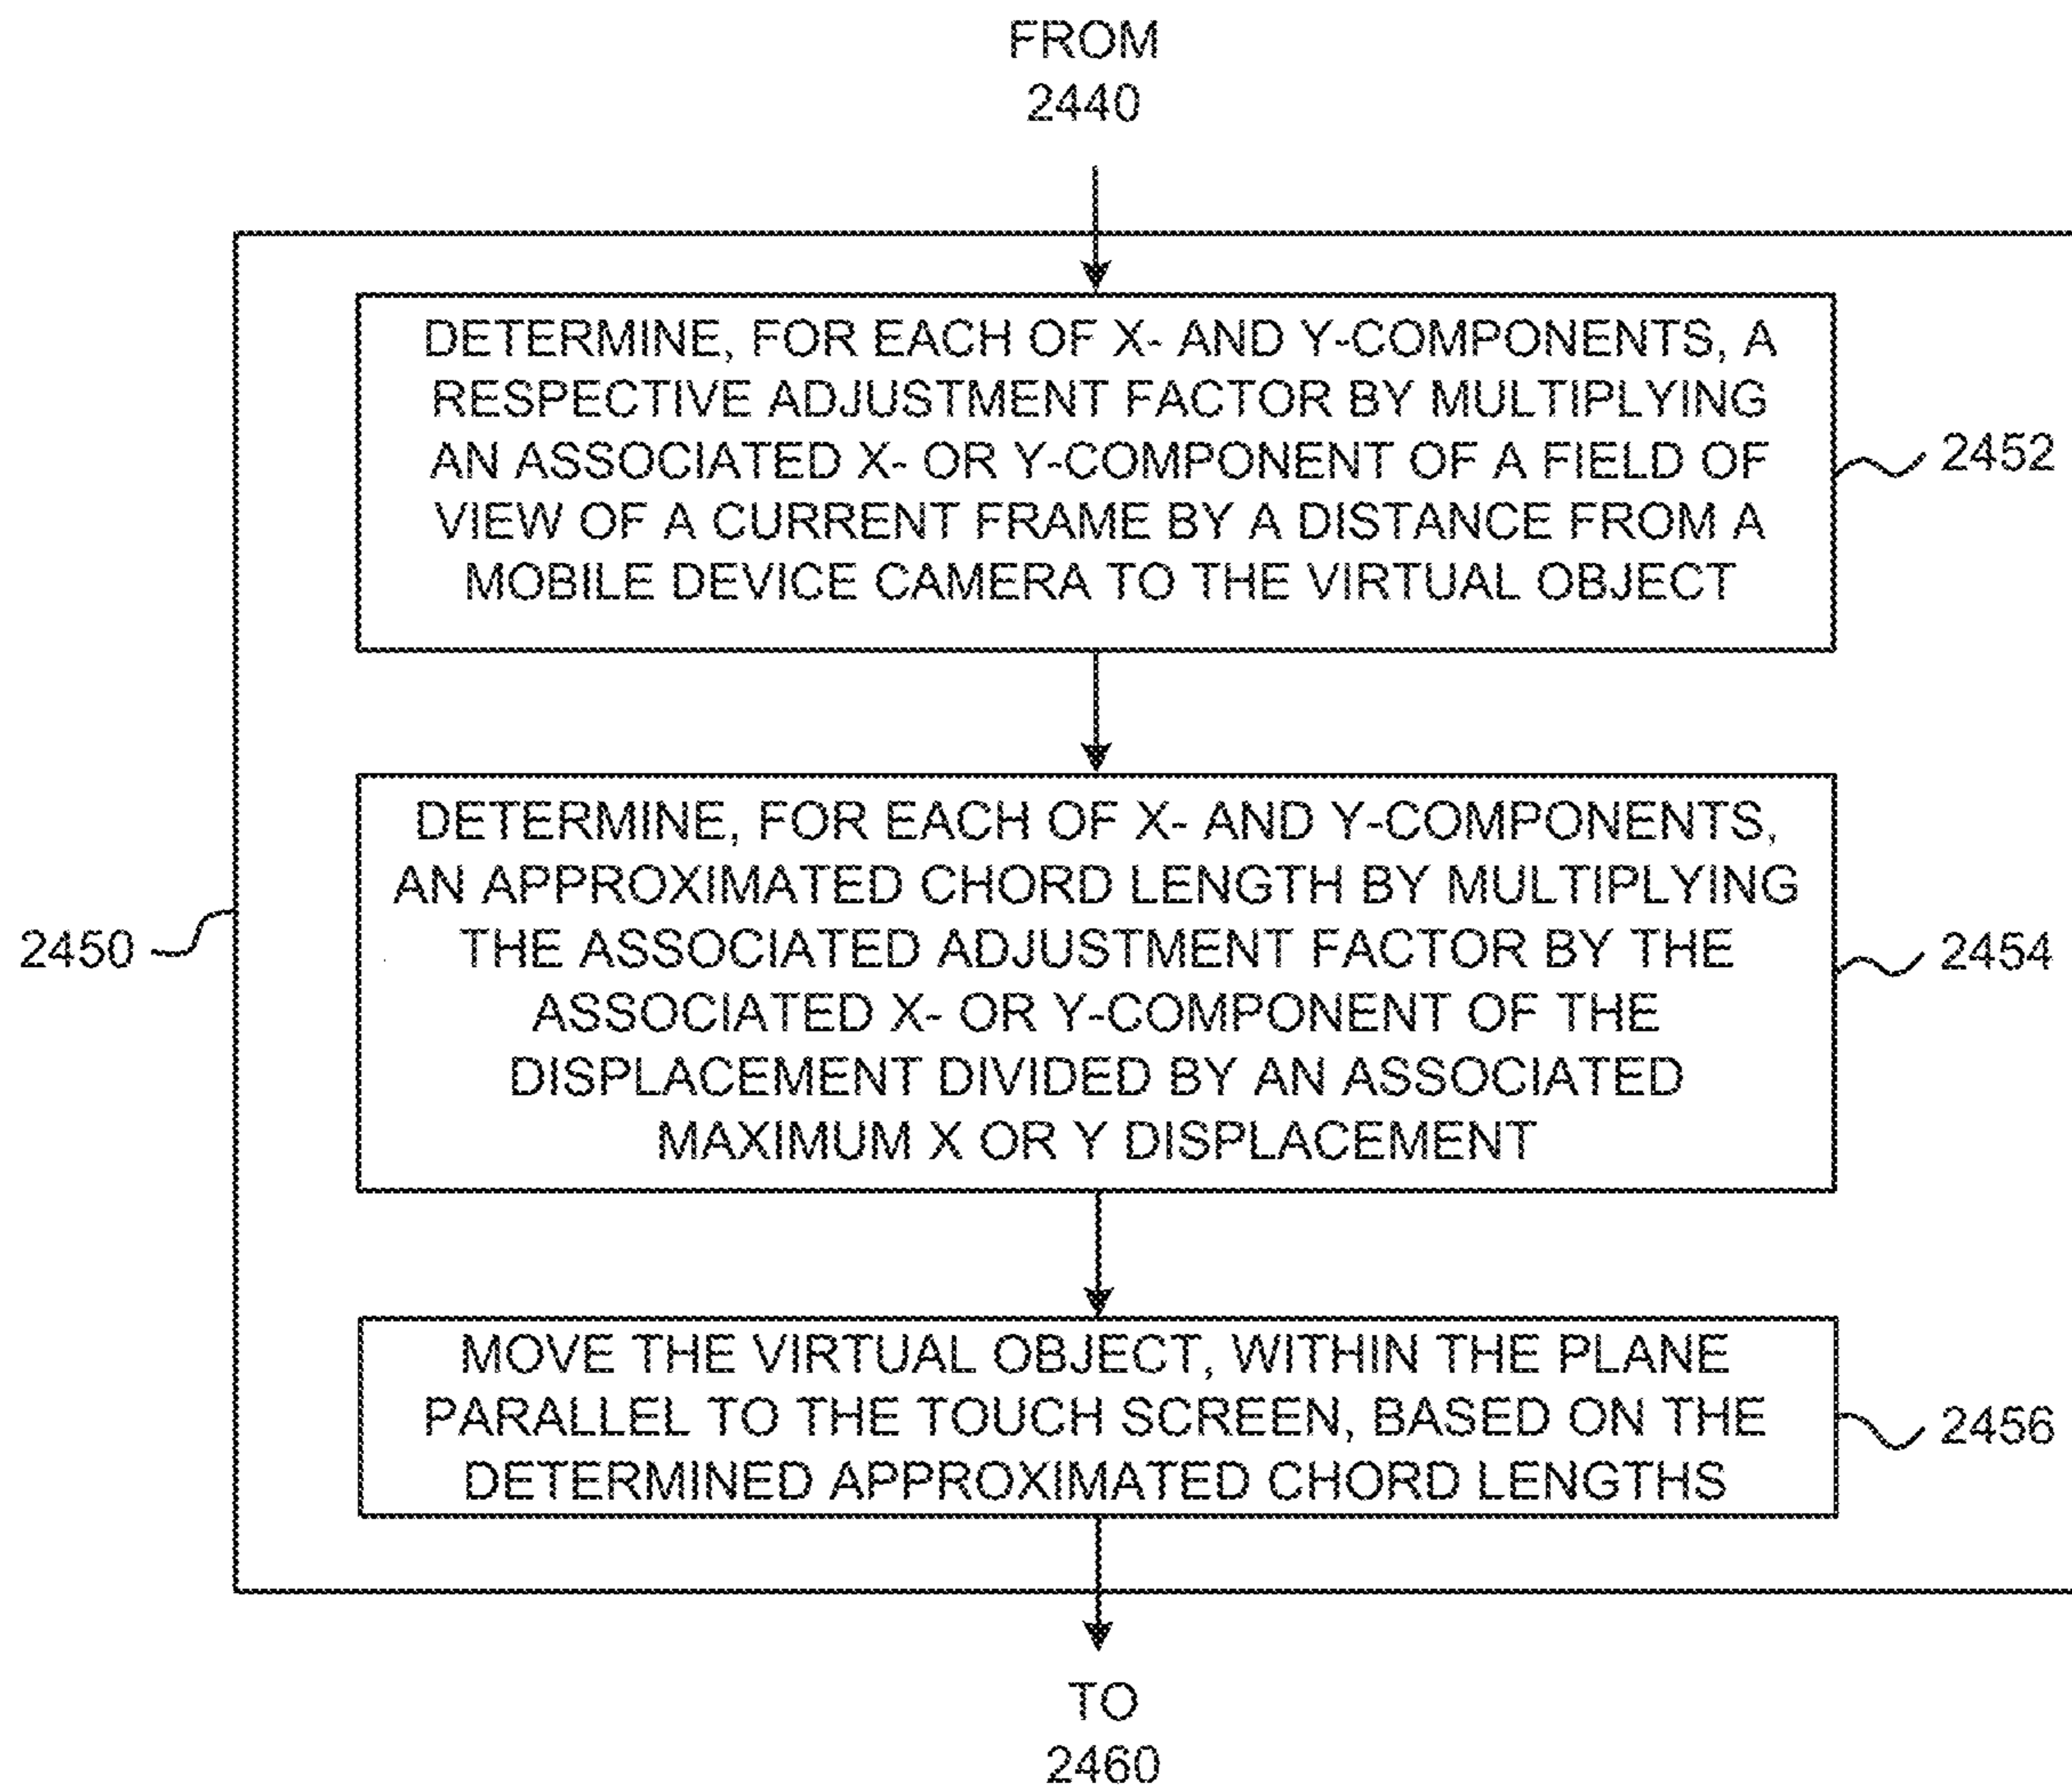 FROM
2440
DETERMINE, FOR EACH OF X- AND Y-COMPONENTS, A
RESPECTIVE ADJUSTMENT FACTOR BY MULTIPLYING
AN ASSOCIATED X- OR Y-COMPONENT OF A FIELD OF
VIEW OF A CURRENT FRAME BY A DISTANCE FROM A
MOBILE DEVICE CAMERA TO THE VIRTUAL OBJECT
2452
DETERMINE, FOR EACH OF X- AND Y-COMPONENTS,
AN APPROXIMATED CHORD LENGTH BY MULTIPLYING
THE ASSOCIATED ADJUSTMENT FACTOR BY THE
ASSOCIATED X- OR Y-COMPONENT OF THE
DISPLACEMENT DIVIDED BY AN ASSOCIATED
MAXIMUM X OR Y DISPLACEMENT
2450
2454
MOVE THE VIRTUAL OBJECT, WITHIN THE PLANE
PARALLEL TO THE TOUCH SCREEN, BASED ON THE
DETERMINED APPROXIMATED CHORD LENGTHS
2456
TO
2460